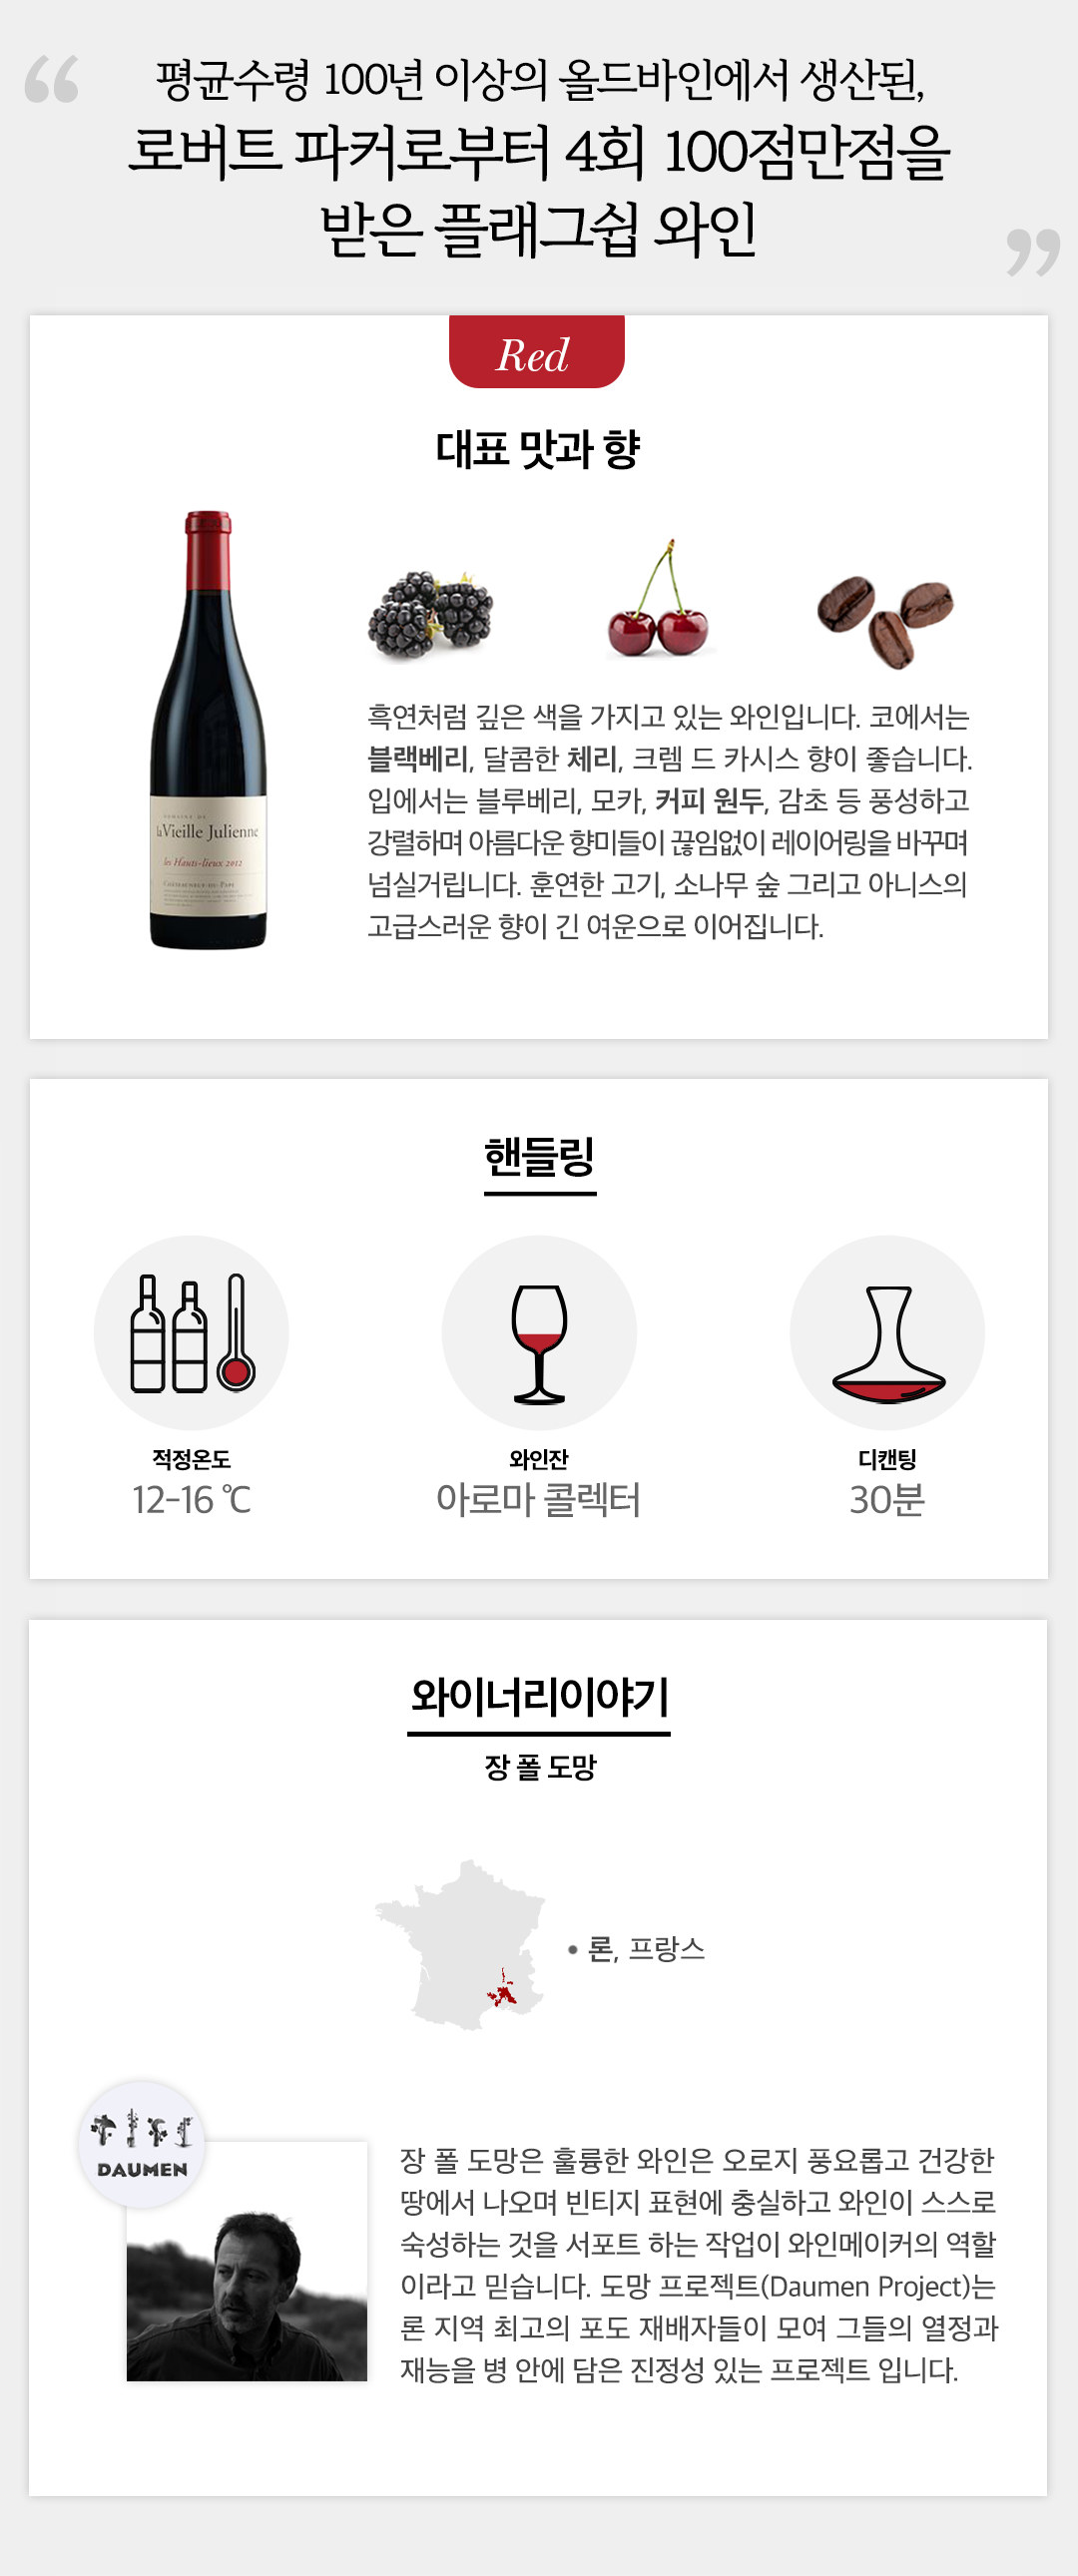 “
평균수령 100년 이상의 올드바인에서 생산된,
로버트 파커로부터 4회 100점만점을
받은 플래그쉽 와인
”
Red
대표 맛과 향
DOMAINE DE
la Vieille Julienne
les Hauts-lieux 2012
CHÂTEAUNEUF-DU-PAPE
흑연처럼 깊은 색을 가지고 있는 와인입니다. 코에서는
블랙베리, 달콤한 체리, 크렘 드 카시스 향이 좋습니다.
입에서는 블루베리, 모카, 커피 원두, 감초 등 풍성하고
강렬하며 아름다운 향미들이 끊임없이 레이어링을 바꾸며
넘실거립니다. 훈연한 고기, 소나무 숲 그리고 아니스의
고급스러운 향이 긴 여운으로 이어집니다.
핸들링
적정온도
12-16 ℃
와인잔
아로마 콜렉터
디캔팅
30분
와이너리이야기
장 폴 도망
• 론, 프랑스
DAUMEN
장 폴 도망은 훌륭한 와인은 오로지 풍요롭고 건강한
땅에서 나오며 빈티지 표현에 충실하고 와인이 스스로
숙성하는 것을 서포트 하는 작업이 와인메이커의 역할
이라고 믿습니다. 도망 프로젝트(Daumen Project)는
론 지역 최고의 포도 재배자들이 모여 그들의 열정과
재능을 병 안에 담은 진정성 있는 프로젝트 입니다.